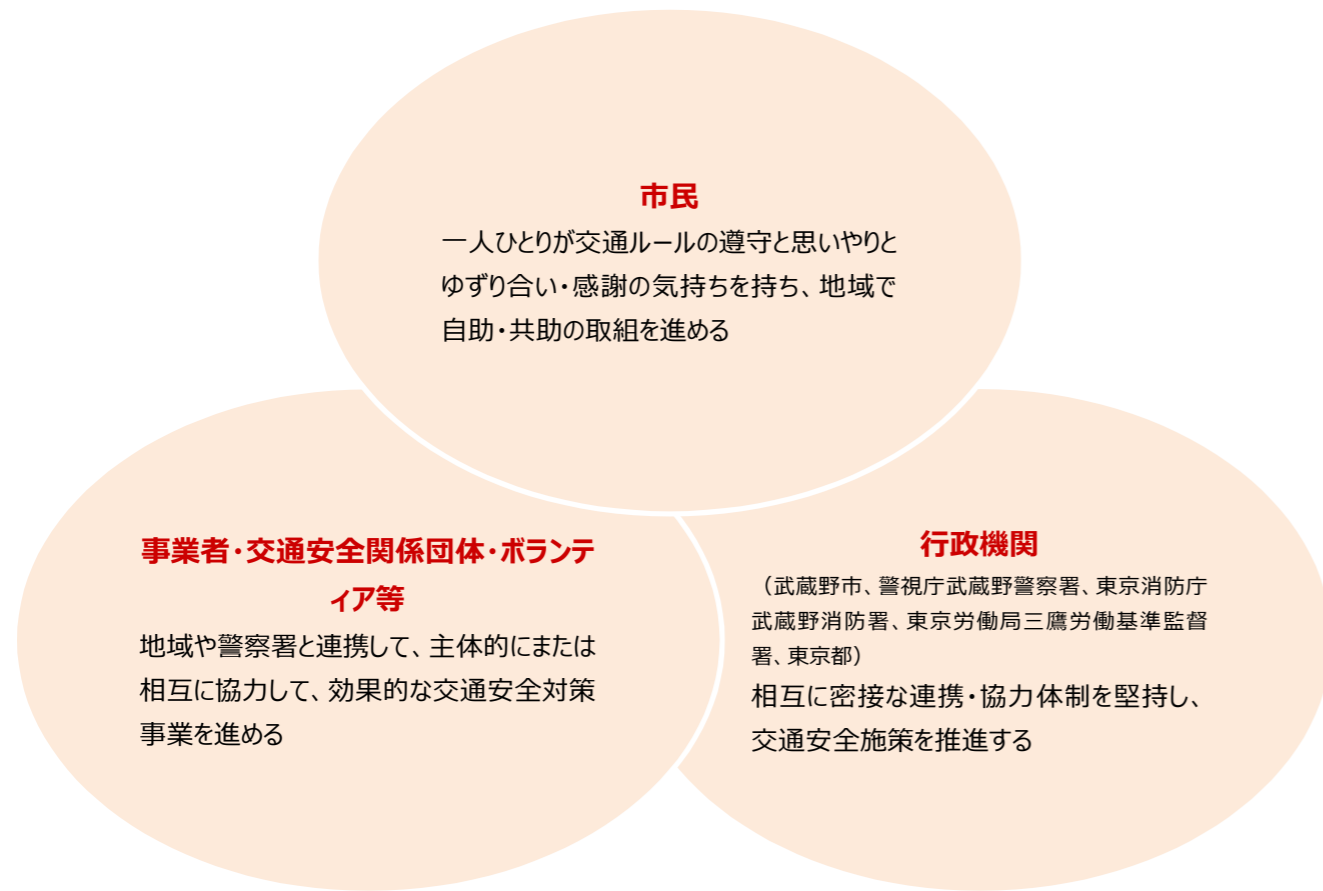 市民
一人ひとりが交通ルールの遵守と思いやりと
ゆずり合い・感謝の気持ちを持ち、地域で
自助・共助の取組を進める
事業者・交通安全関係団体・ボランテ
ィア等
地域や警察署と連携して、主体的にまたは
相互に協力して、効果的な交通安全対策
事業を進める
行政機関
（武蔵野市、警視庁武蔵野警察署、東京消防庁
武蔵野消防署、東京労働局三鷹労働基準監督
署、東京都）
相互に密接な連携・協力体制を堅持し、
交通安全施策を推進する